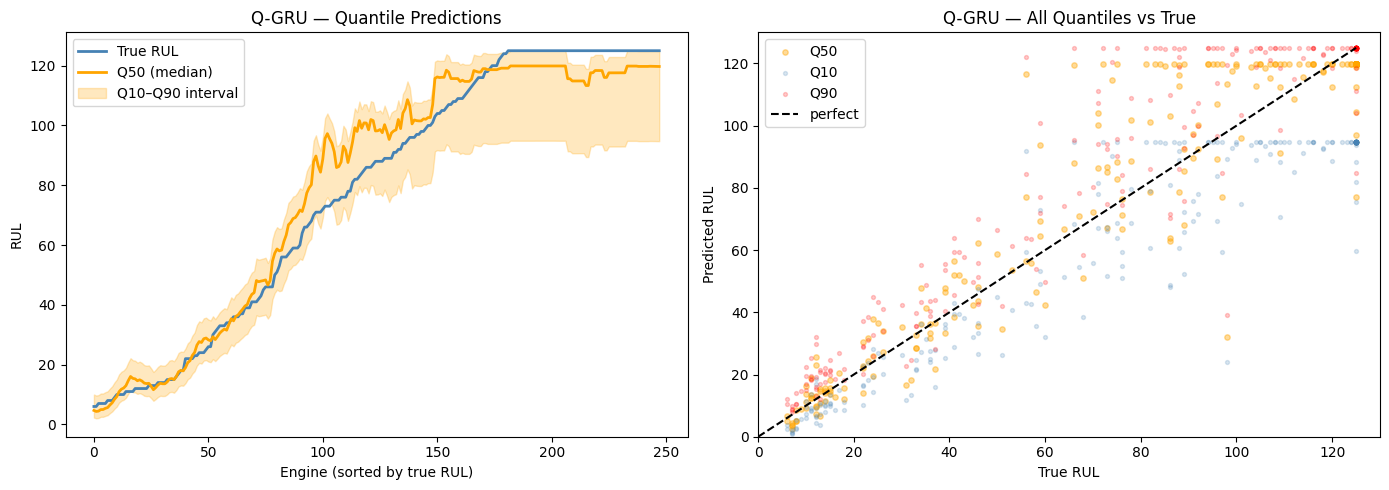 Q-GRU — Quantile Predictions
True RUL
Q50 (median)
Q10–Q90 interval
RUL
120
100
80
60
40
20
0
0 50 100 150 200 250
Engine (sorted by true RUL)
Q-GRU — All Quantiles vs True
Q50
Q10
Q90
perfect
Predicted RUL
120
100
80
60
40
20
0
0 20 40 60 80 100 120
True RUL